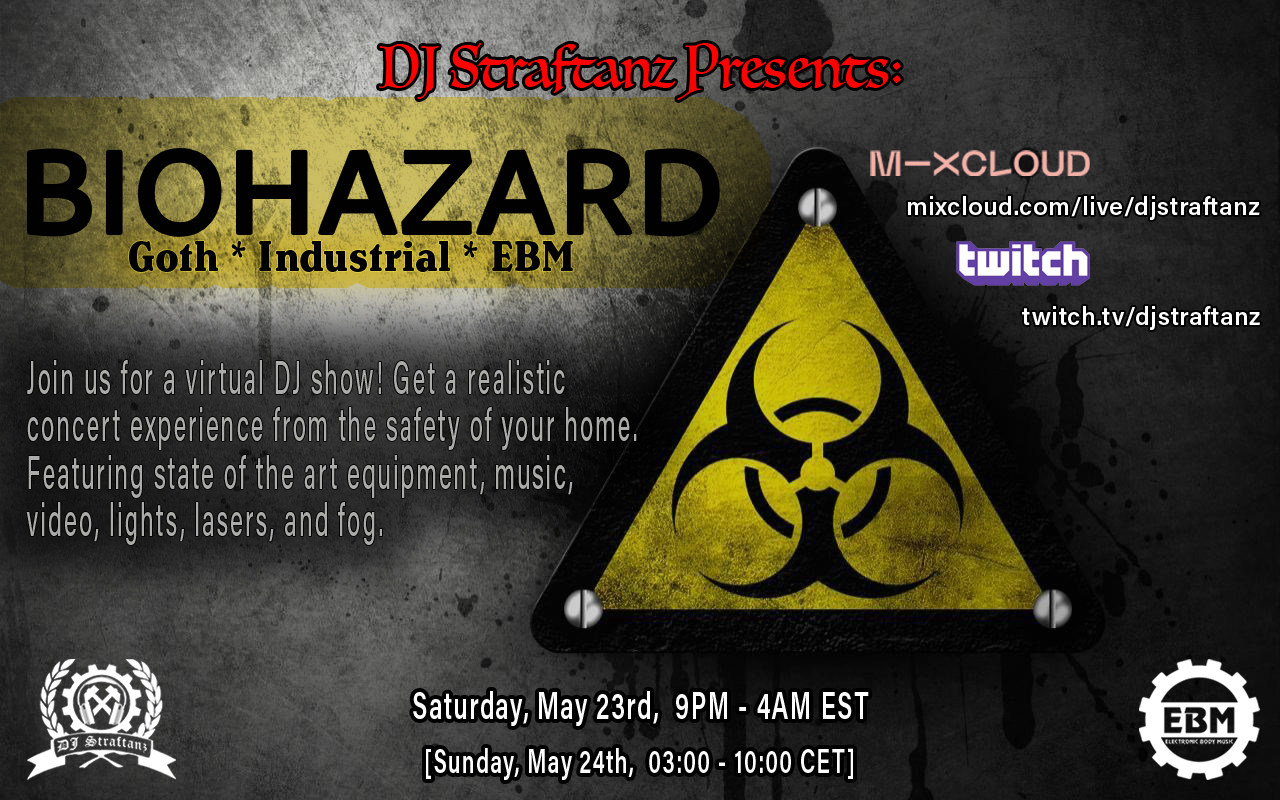 DJ Straftanz Presents:
BIOHAZARD
Goth * Industrial * EBM
M-XCLOUD
mixcloud.com/live/djstraftanz
twitch
twitch.tv/djstraftanz
Join us for a virtual DJ show! Get a realistic
concert experience from the safety of your home.
Featuring state of the art equipment, music,
video, lights, lasers, and fog.
DJ Straftanz
Saturday, May 23rd, 9PM - 4AM EST
[Sunday, May 24th, 03:00 - 10:00 CET]
EBM
ELECTRONIC BODY MUSIC